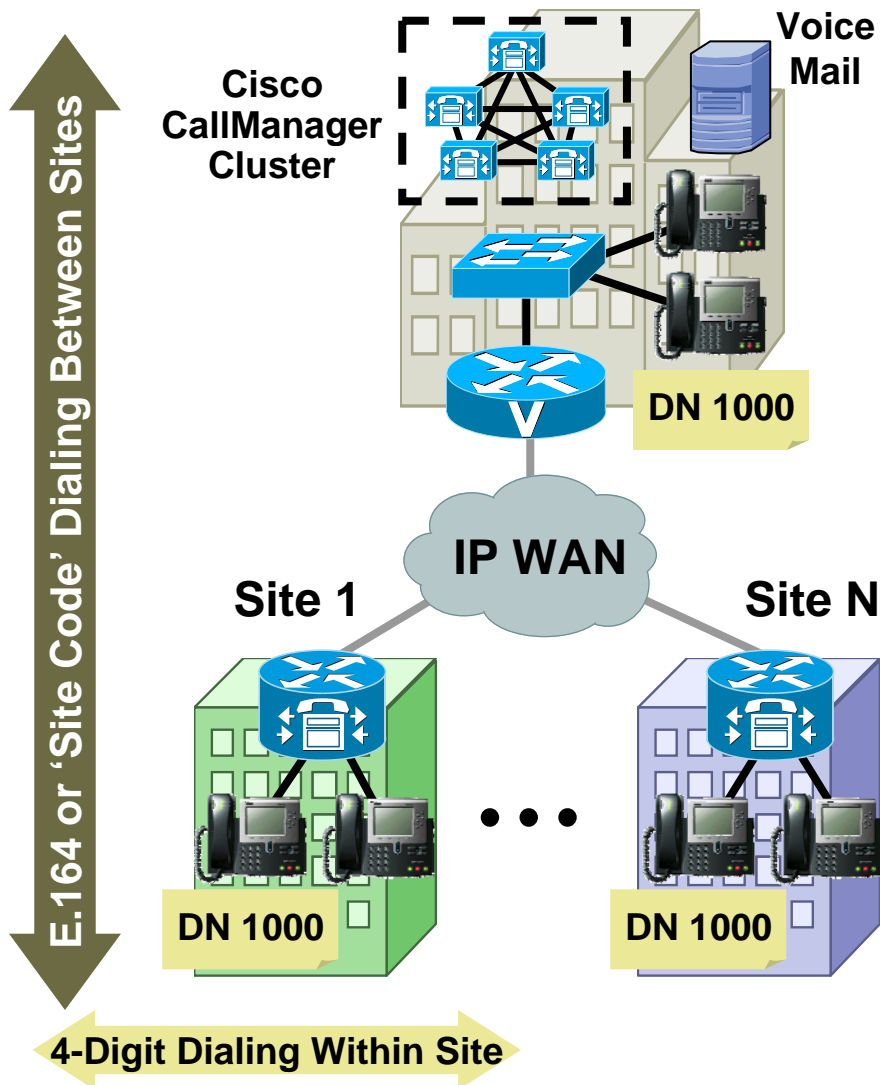 Voice
Mail
Cisco
CallManager
Cluster
E.164 or ‘Site Code’ Dialing Between Sites
DN 1000
V
IP WAN
Site 1
Site N
• • •
DN 1000
DN 1000
4-Digit Dialing Within Site